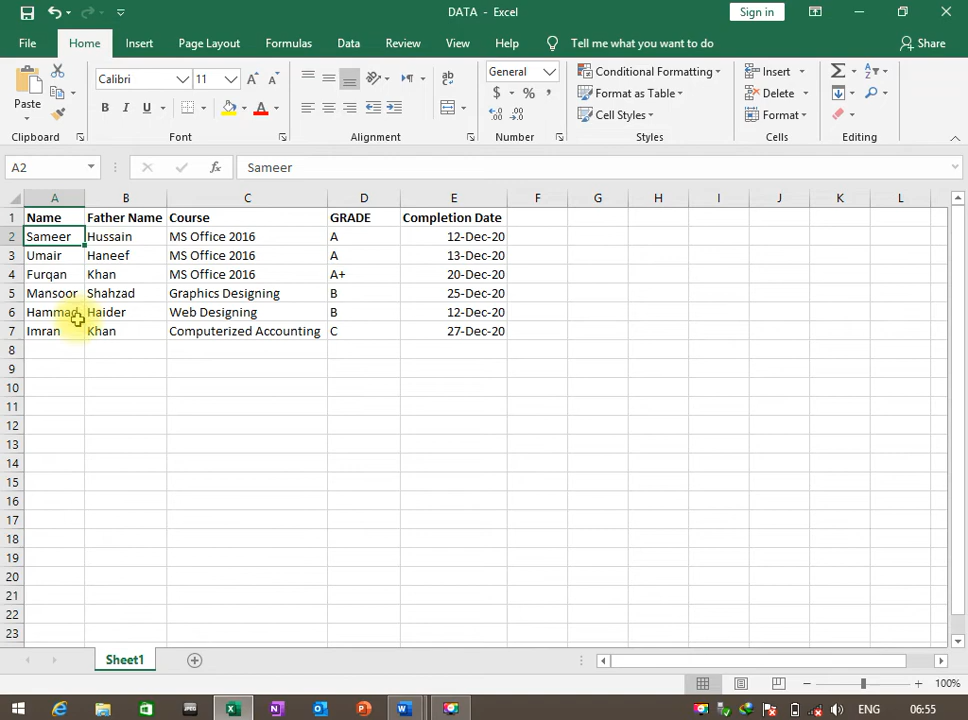 DATA - Excel Sign in
File Home Insert Page Layout Formulas Data Review View Help Tell me what you want to do Share
Paste Calibri 11 General Conditional Formatting Insert
B I U A $ % , Format as Table Delete
Cell Styles Format
Clipboard Font Alignment Number Styles Cells Editing
A2 fx Sameer
A B C D E F G H I J K L
1 Name Father Name Course GRADE Completion Date
2 Sameer Hussain MS Office 2016 A 12-Dec-20
3 Umair Haneef MS Office 2016 A 13-Dec-20
4 Furqan Khan MS Office 2016 A+ 20-Dec-20
5 Mansoor Shahzad Graphics Designing B 25-Dec-20
6 Hammad Haider Web Designing B 12-Dec-20
7 Imran Khan Computerized Accounting C 27-Dec-20
8
9
10
11
12
13
14
15
16
17
18
19
20
21
22
23
Sheet1
100%
ENG 06:55